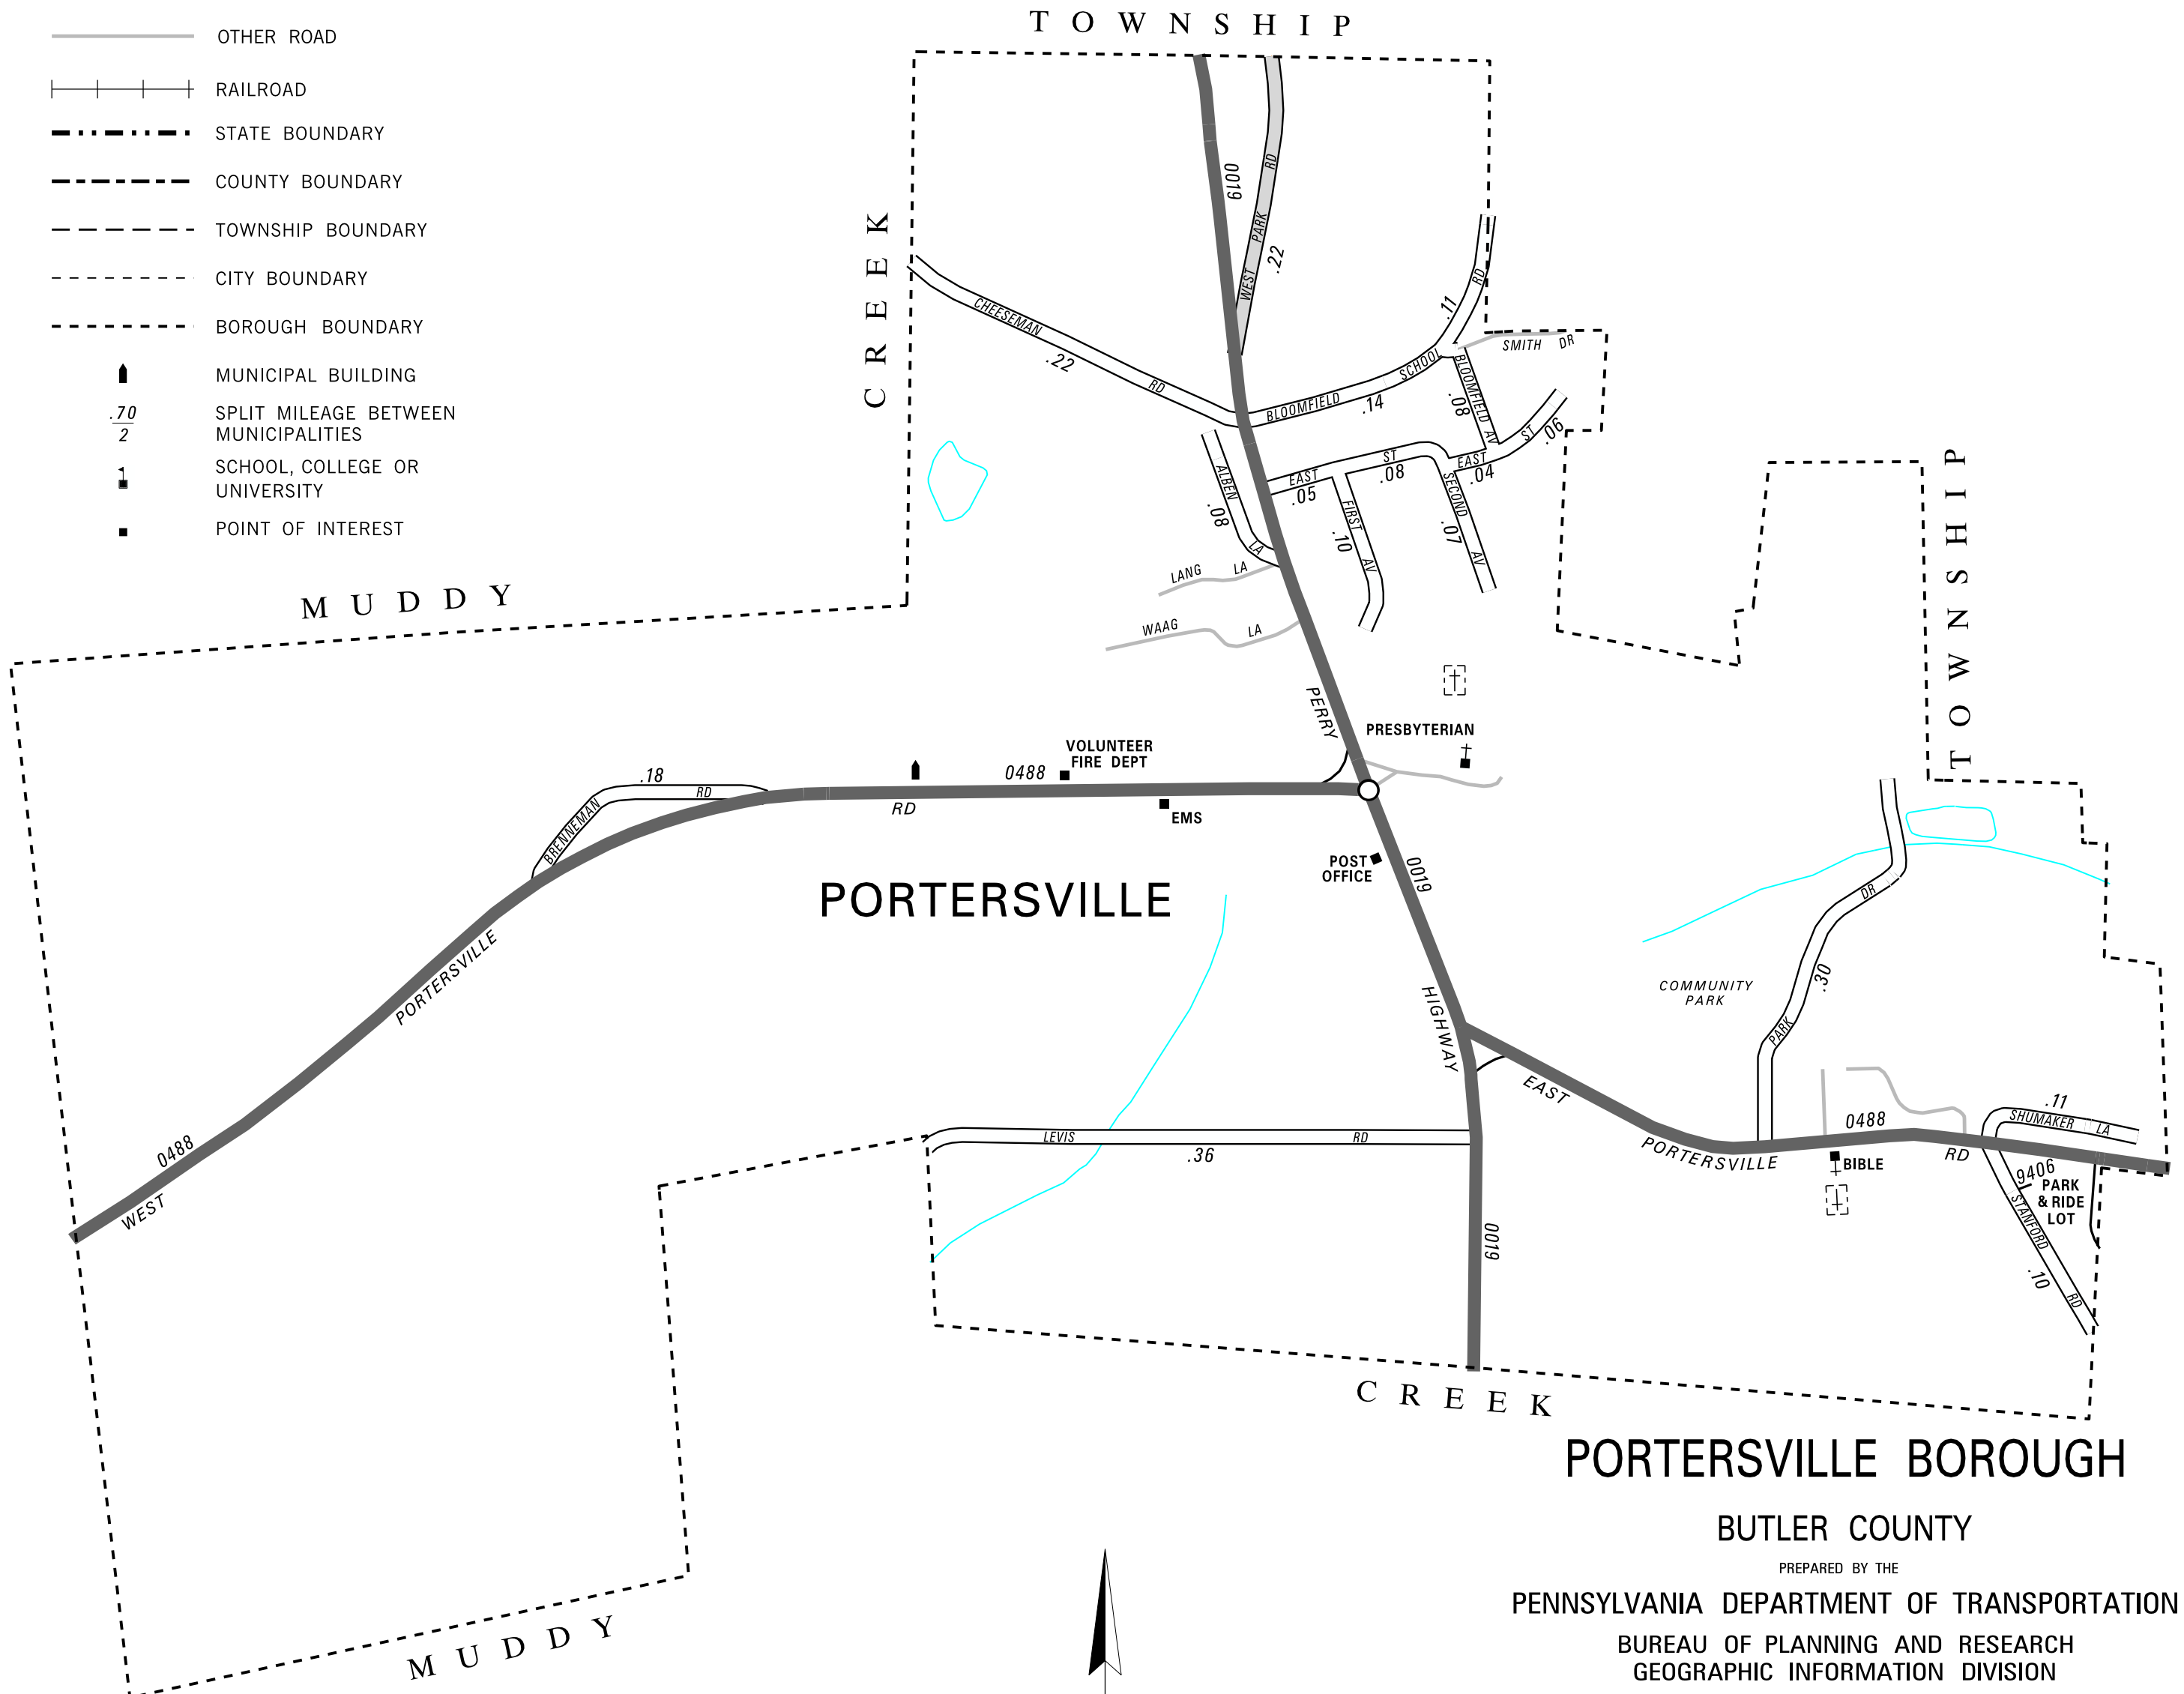 OTHER ROAD
RAILROAD
STATE BOUNDARY
COUNTY BOUNDARY
TOWNSHIP BOUNDARY
CITY BOUNDARY
BOROUGH BOUNDARY
MUNICIPAL BUILDING
.70
2
SPLIT MILEAGE BETWEEN
MUNICIPALITIES
SCHOOL, COLLEGE OR
UNIVERSITY
POINT OF INTEREST
TOWNSHIP
CREEK
MUDDY
TOWNSHIP
0019
WEST PARK RD
.22
CHEESEMAN RD
.22
BLOOMFIELD SCHOOL RD
.14
.11
SMITH DR
BLOOMFIELD AV
.08
EAST ST
.05
.08
EAST ST
.04
.06
ALBEN LA
.08
FIRST AV
.10
SECOND AV
.07
LANG LA
WAAG LA
PERRY
PRESBYTERIAN
VOLUNTEER
FIRE DEPT
0488
.18
BRENNEMAN RD
RD
EMS
POST
OFFICE
0019
PORTERSVILLE
PORTERSVILLE
0488
WEST
HIGHWAY
COMMUNITY
PARK
PARK DR
.30
EAST
PORTERSVILLE
0488
RD
LEVIS RD
.36
0019
BIBLE
.11
SHUMAKER LA
9406
PARK
& RIDE
LOT
STANFORD RD
.10
CREEK
MUDDY
PORTERSVILLE BOROUGH
BUTLER COUNTY
PREPARED BY THE
PENNSYLVANIA DEPARTMENT OF TRANSPORTATION
BUREAU OF PLANNING AND RESEARCH
GEOGRAPHIC INFORMATION DIVISION